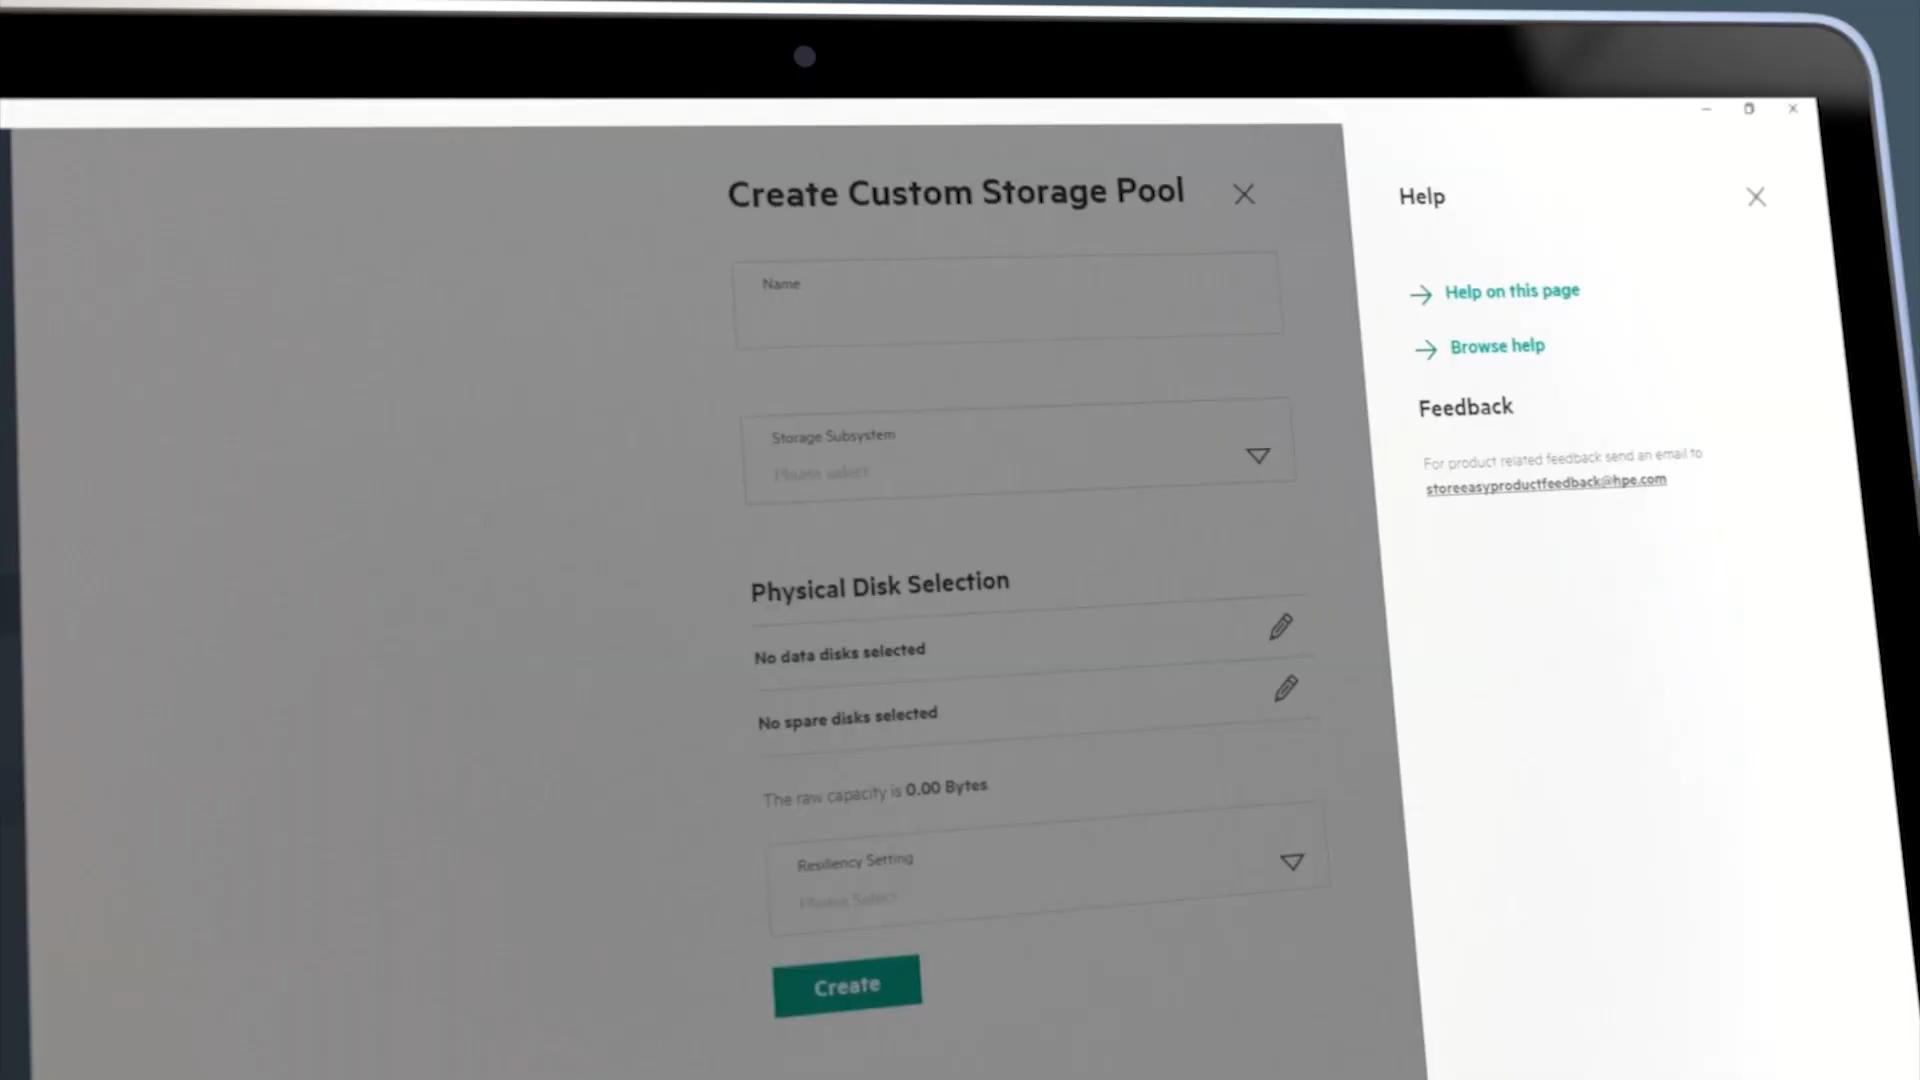 Create Custom Storage Pool
Name
Storage Subsystem
Please select
Physical Disk Selection
No data disks selected
No spare disks selected
The raw capacity is 0.00 Bytes
Resiliency Setting
Please Select
Create
Help
Help on this page
Browse help
Feedback
For product related feedback send an email to
storeeasyproductfeedback@hpe.com